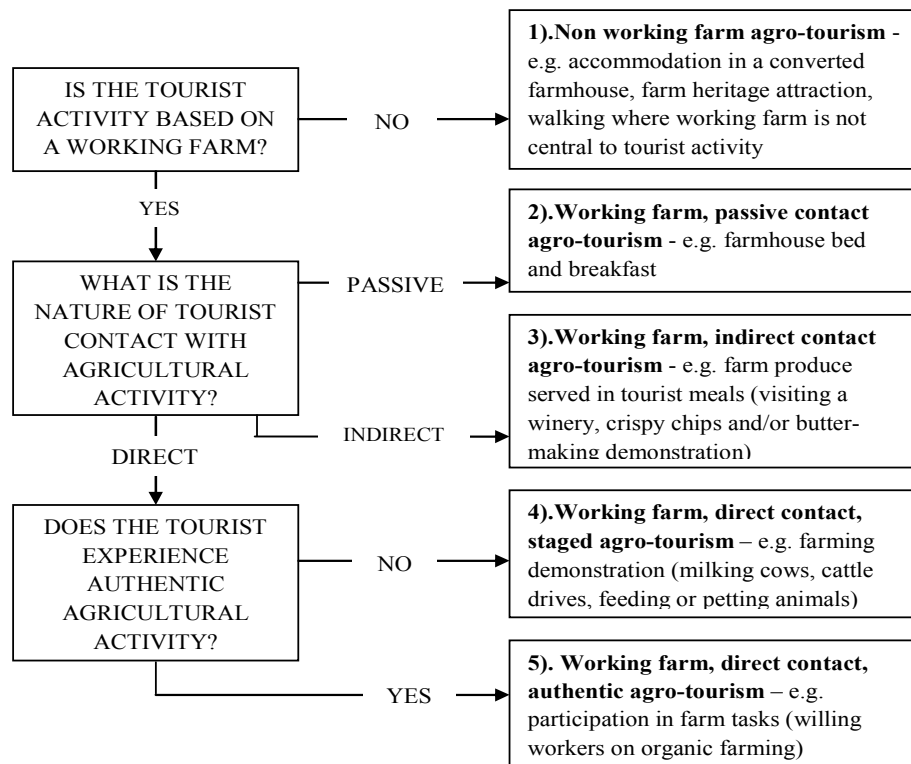 IS THE TOURIST
ACTIVITY BASED ON
A WORKING FARM?
NO
1).Non working farm agro-tourism -
e.g. accommodation in a converted
farmhouse, farm heritage attraction,
walking where working farm is not
central to tourist activity
YES
WHAT IS THE
NATURE OF TOURIST
CONTACT WITH
AGRICULTURAL
ACTIVITY?
PASSIVE
2).Working farm, passive contact
agro-tourism - e.g. farmhouse bed
and breakfast
INDIRECT
3).Working farm, indirect contact
agro-tourism - e.g. farm produce
served in tourist meals (visiting a
winery, crispy chips and/or butter-
making demonstration)
DIRECT
DOES THE TOURIST
EXPERIENCE
AUTHENTIC
AGRICULTURAL
ACTIVITY?
NO
4).Working farm, direct contact,
staged agro-tourism – e.g. farming
demonstration (milking cows, cattle
drives, feeding or petting animals)
YES
5). Working farm, direct contact,
authentic agro-tourism – e.g.
participation in farm tasks (willing
workers on organic farming)